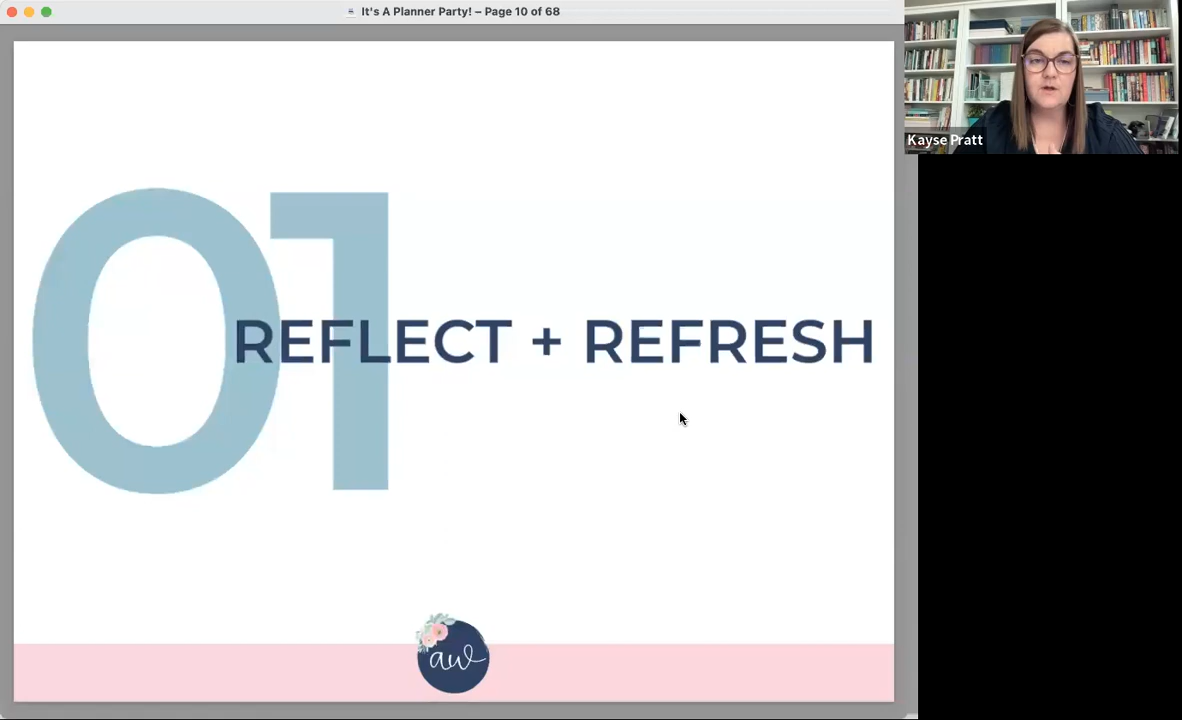 It's A Planner Party! – Page 10 of 68
Kayse Pratt
01
REFLECT + REFRESH
aw